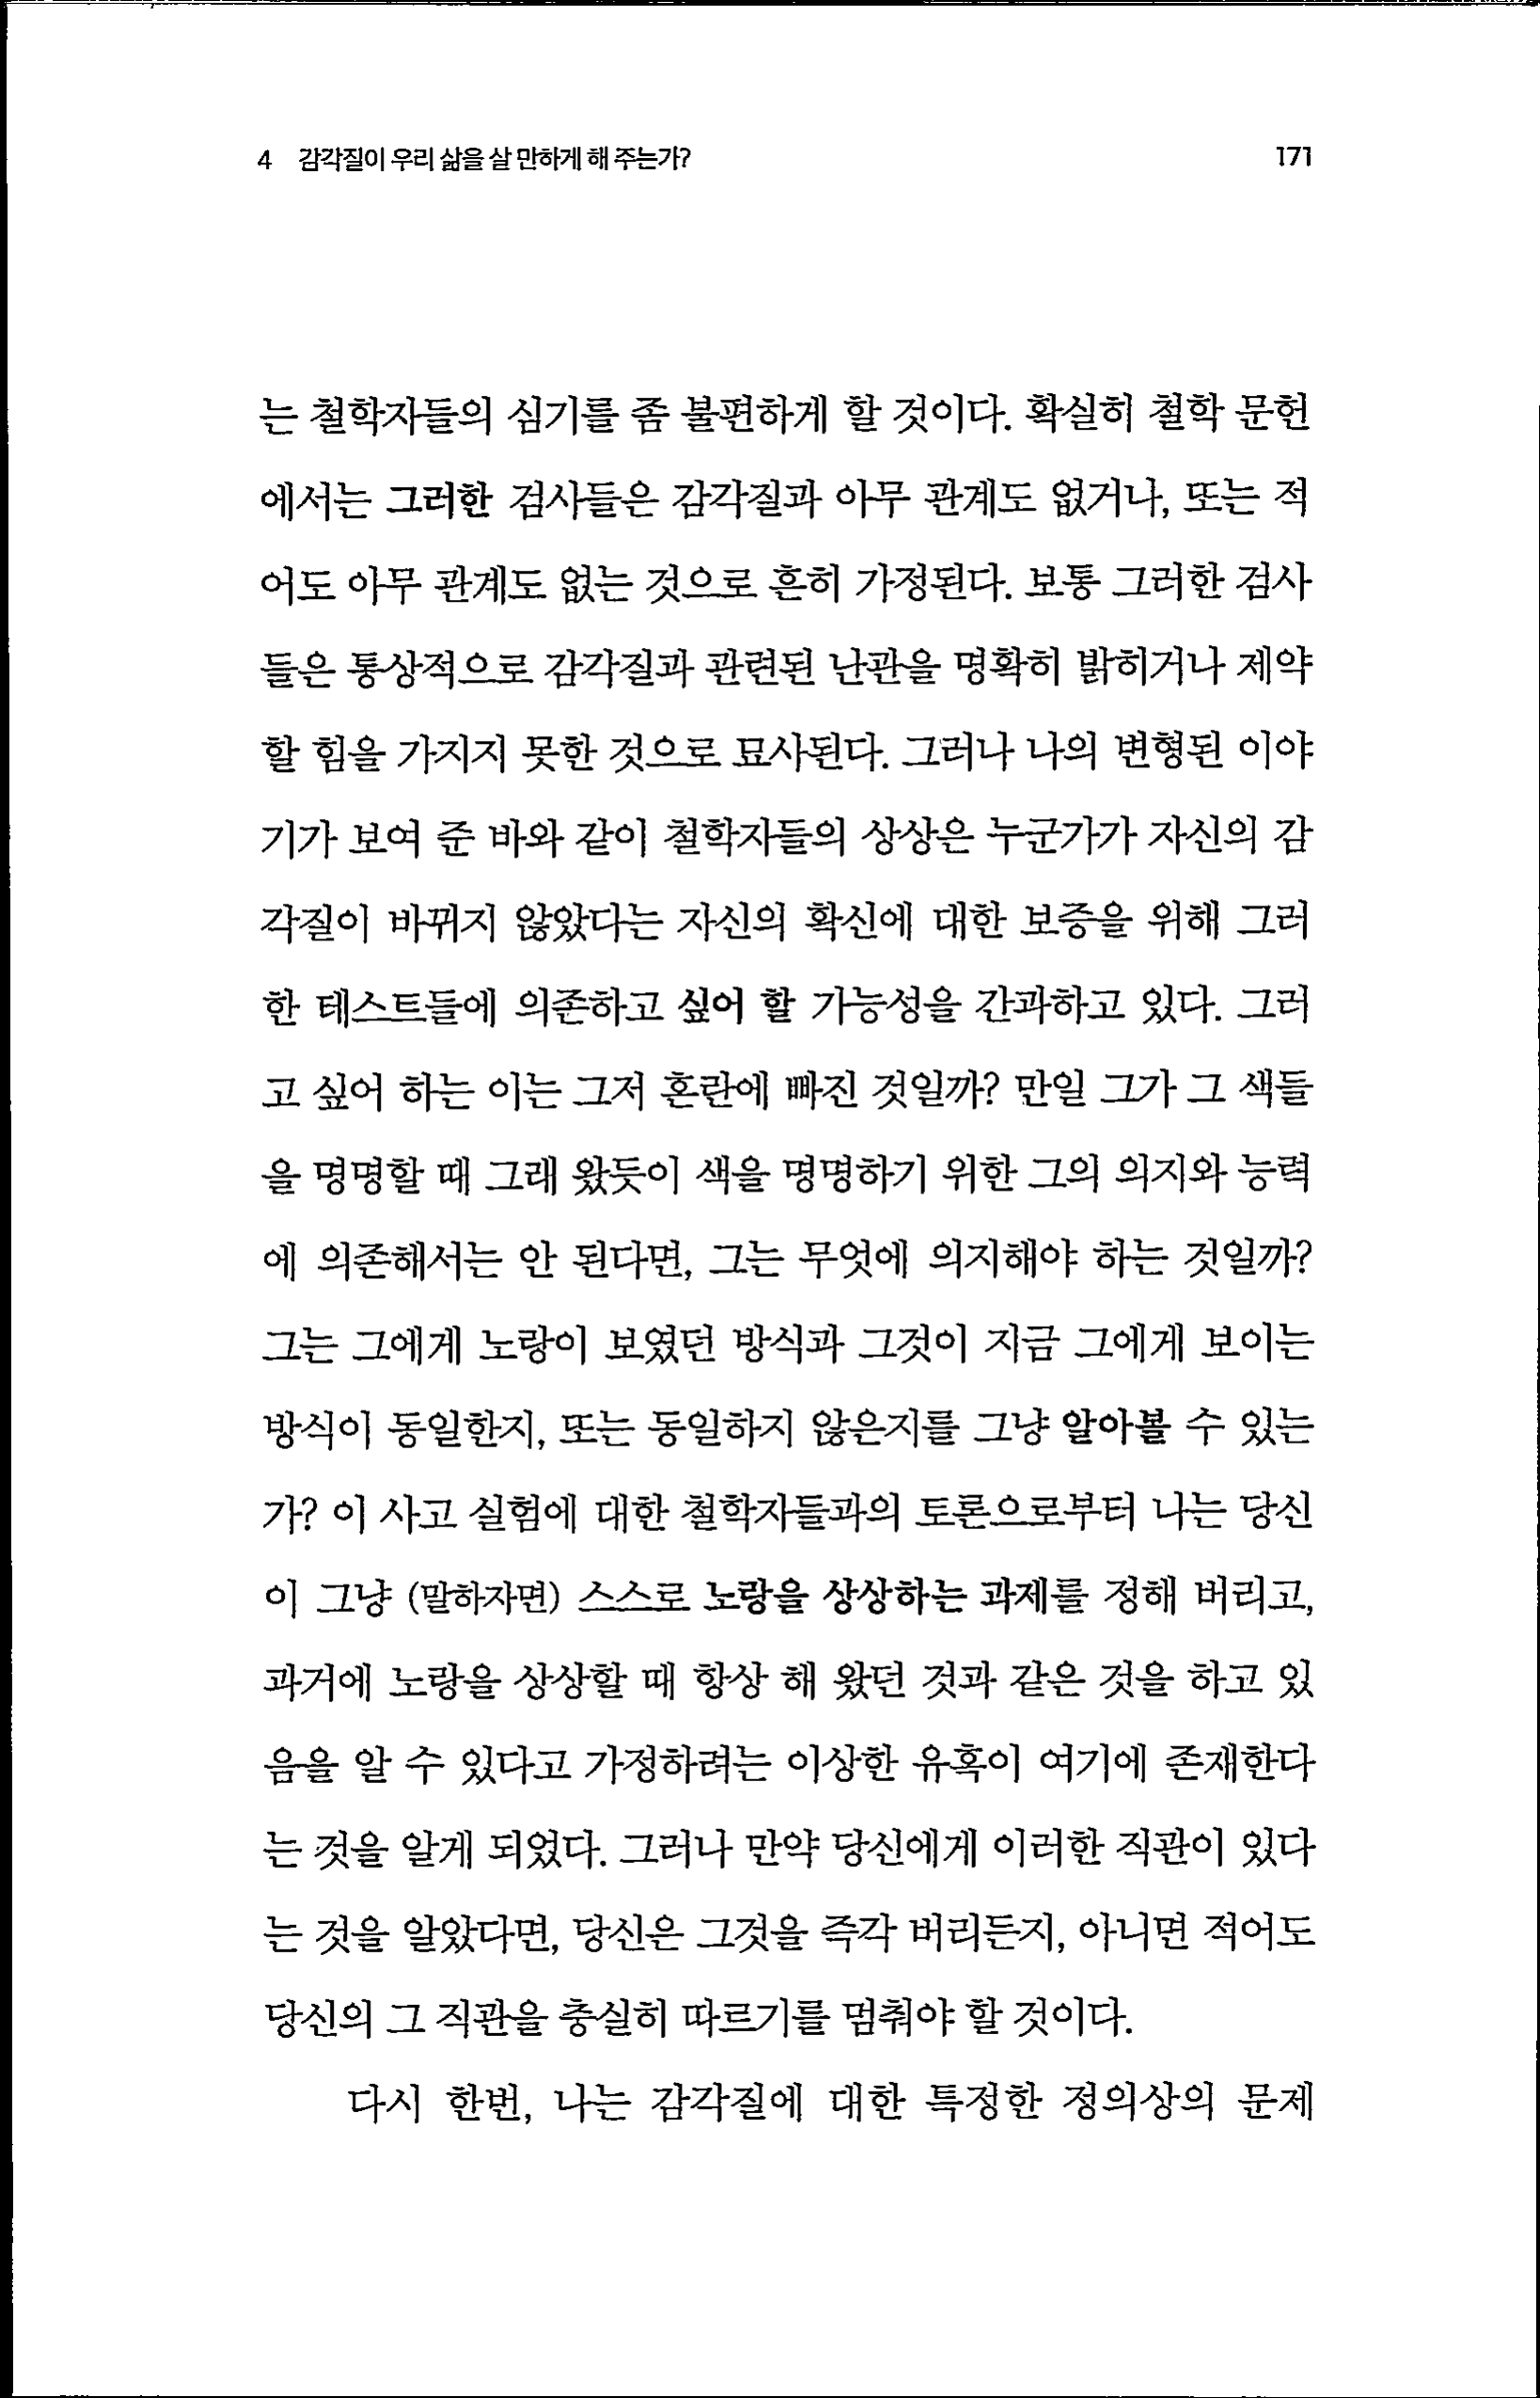 4 감각질이 우리 삶을 살 만하게 해 주는가? 171
는 철학자들의 심기를 좀 불편하게 할 것이다. 확실히 철학 문헌
에서는 그러한 검사들은 감각질과 아무 관계도 없거나, 또는 적
어도 아무 관계도 없는 것으로 흔히 가정된다. 보통 그러한 검사
들은 통상적으로 감각질과 관련된 난관을 명확히 밝히거나 제약
할 힘을 가지지 못한 것으로 묘사된다. 그러나 나의 변형된 이야
기가 보여 준 바와 같이 철학자들의 상상은 누군가가 자신의 감
각질이 바뀌지 않았다는 자신의 확신에 대한 보증을 위해 그러
한 테스트들에 의존하고 싶어 할 가능성을 간과하고 있다. 그러
고 싶어 하는 이는 그저 혼란에 빠진 것일까? 만일 그가 그 색들
을 명명할 때 그래 왔듯이 색을 명명하기 위한 그의 의지와 능력
에 의존해서는 안 된다면, 그는 무엇에 의지해야 하는 것일까?
그는 그에게 노랑이 보였던 방식과 그것이 지금 그에게 보이는
방식이 동일한지, 또는 동일하지 않은지를 그냥 알아볼 수 있는
가? 이 사고 실험에 대한 철학자들과의 토론으로부터 나는 당신
이 그냥 (말하자면) 스스로 노랑을 상상하는 과제를 정해 버리고,
과거에 노랑을 상상할 때 항상 해 왔던 것과 같은 것을 하고 있
음을 알 수 있다고 가정하려는 이상한 유혹이 여기에 존재한다
는 것을 알게 되었다. 그러나 만약 당신에게 이러한 직관이 있다
는 것을 알았다면, 당신은 그것을 즉각 버리든지, 아니면 적어도
당신의 그 직관을 충실히 따르기를 멈춰야 할 것이다.
다시 한번, 나는 감각질에 대한 특정한 정의상의 문제